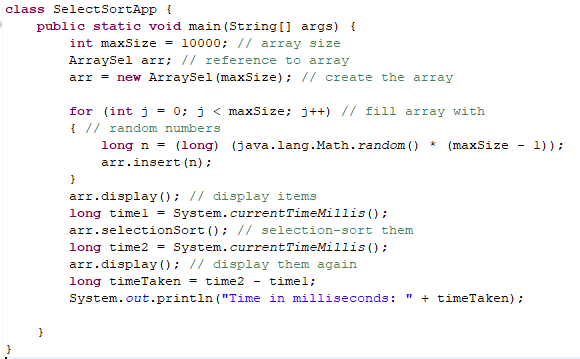 class SelectSortApp {
public static void main(String[] args) {
int maxSize = 10000; // array size
ArraySel arr; // reference to array
arr = new ArraySel(maxSize); // create the array
for (int j = 0; j < maxSize; j++) // fill array with
{ // random numbers
long n = (long) (java.lang.Math.random() * (maxSize - 1));
arr.insert(n);
}
arr.display(); // display items
long time1 = System.currentTimeMillis();
arr.selectionSort(); // selection-sort them
long time2 = System.currentTimeMillis();
arr.display(); // display them again
long timeTaken = time2 - time1;
System.out.println("Time in milliseconds: " + timeTaken);
}
}